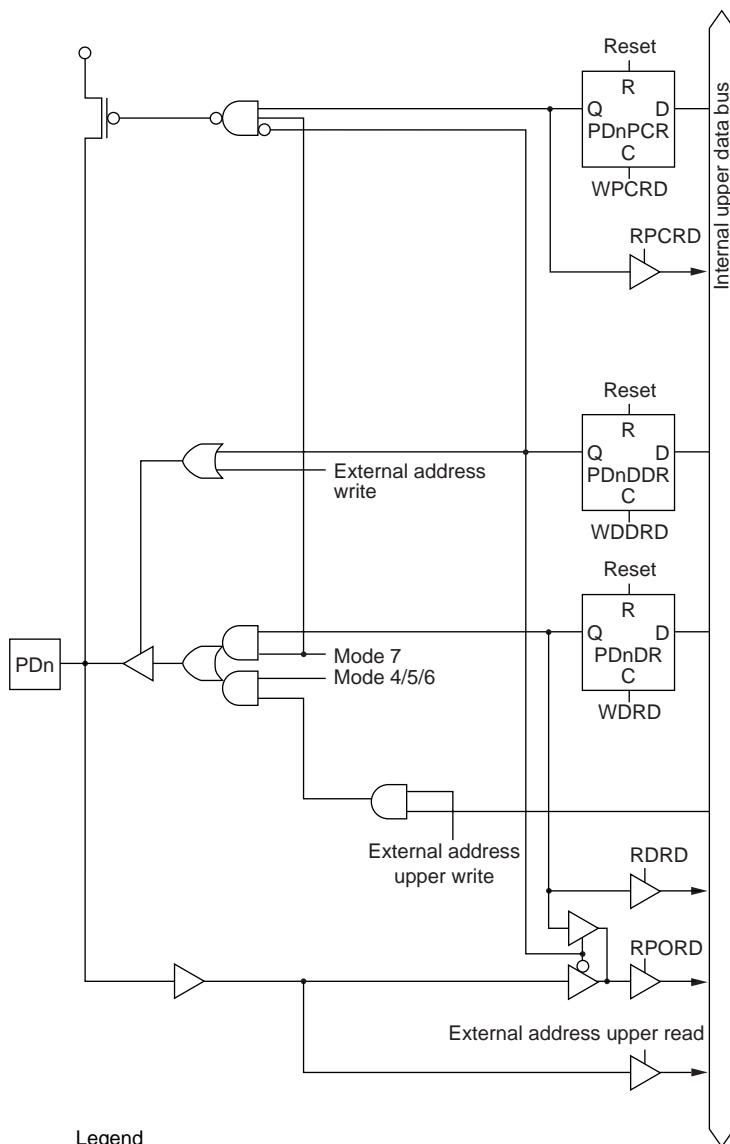 Reset
R
Q D
PDnPCR
C
WPCRD
RPCRD
Internal upper data bus
Reset
R
Q D
PDnDDR
C
WDDRD
External address
write
Reset
R
Q D
PDnDR
C
WDRD
PDn
Mode 7
Mode 4/5/6
External address
upper write
RDRD
RPORD
External address upper read
Legend